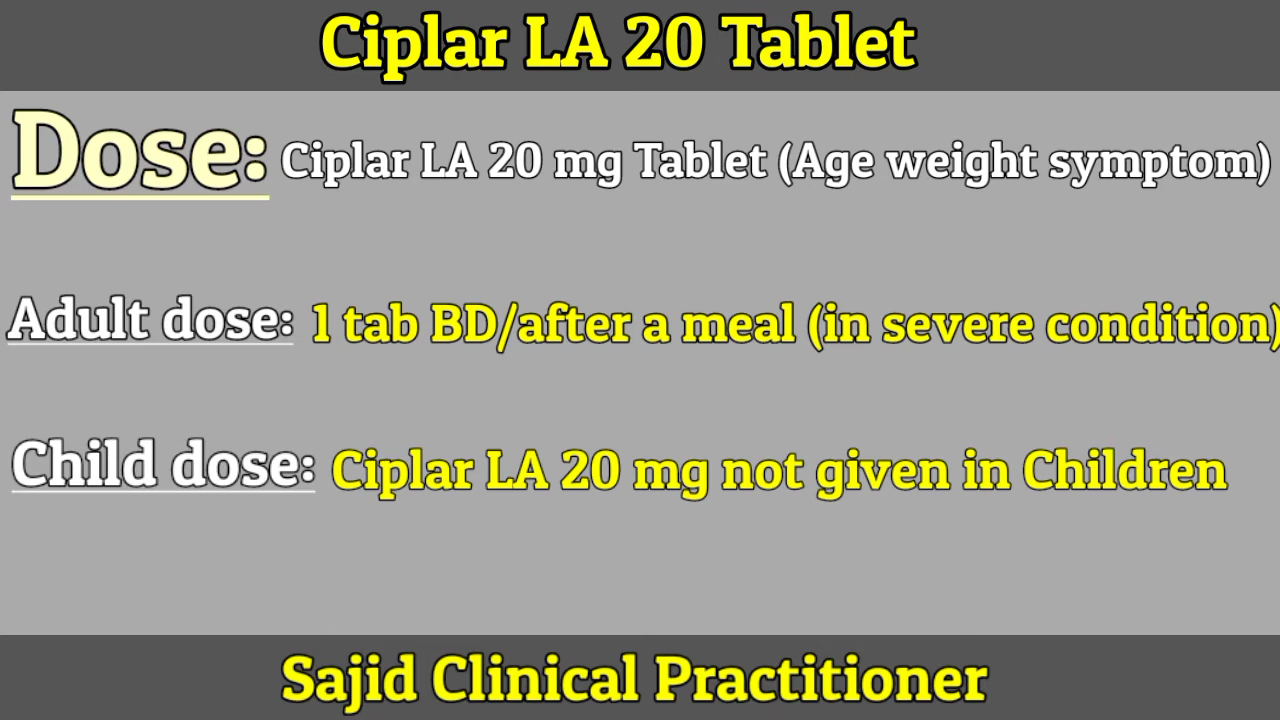 Ciplar LA 20 Tablet
Dose: Ciplar LA 20 mg Tablet (Age weight symptom)
Adult dose: 1 tab BD/after a meal (in severe condition)
Child dose: Ciplar LA 20 mg not given in Children
Sajid Clinical Practitioner